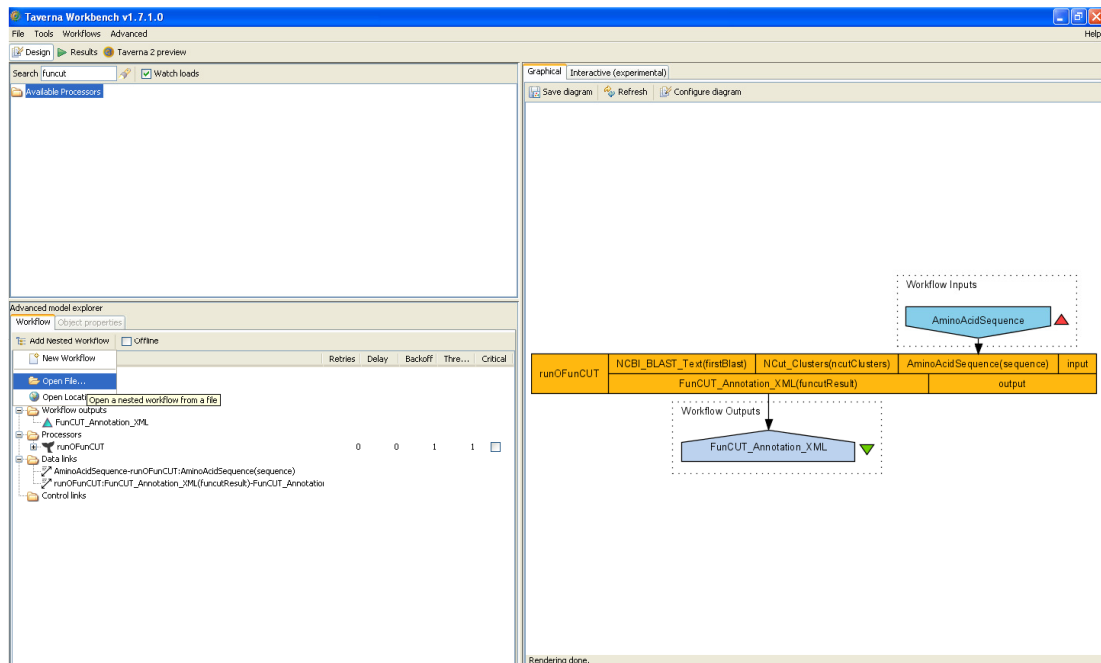 Taverna Workbench v1.7.1.0
File Tools Workflows Advanced Help
Design Results Taverna 2 preview
Search funcut Watch loads
Available Processors
Advanced model explorer
Workflow Object properties
Add Nested Workflow Offline
New Workflow
Retries Delay Backoff Thre... Critical
Open File...
Open Locati
Open a nested workflow from a file
Workflow outputs
FunCUT_Annotation_XML
Processors
runOFunCUT 0 0 1 1
Data links
AminoAcidSequence-runOFunCUT:AminoAcidSequence(sequence)
runOFunCUT:FunCUT_Annotation_XML(funcutResult)-FunCUT_Annotation
Control links
Graphical Interactive (experimental)
Save diagram Refresh Configure diagram
Workflow Inputs
AminoAcidSequence
runOFunCUT
NCBI_BLAST_Text(firstBlast) NCut_Clusters(ncutClusters) AminoAcidSequence(sequence) input
FunCUT_Annotation_XML(funcutResult) output
Workflow Outputs
FunCUT_Annotation_XML
Rendering done.